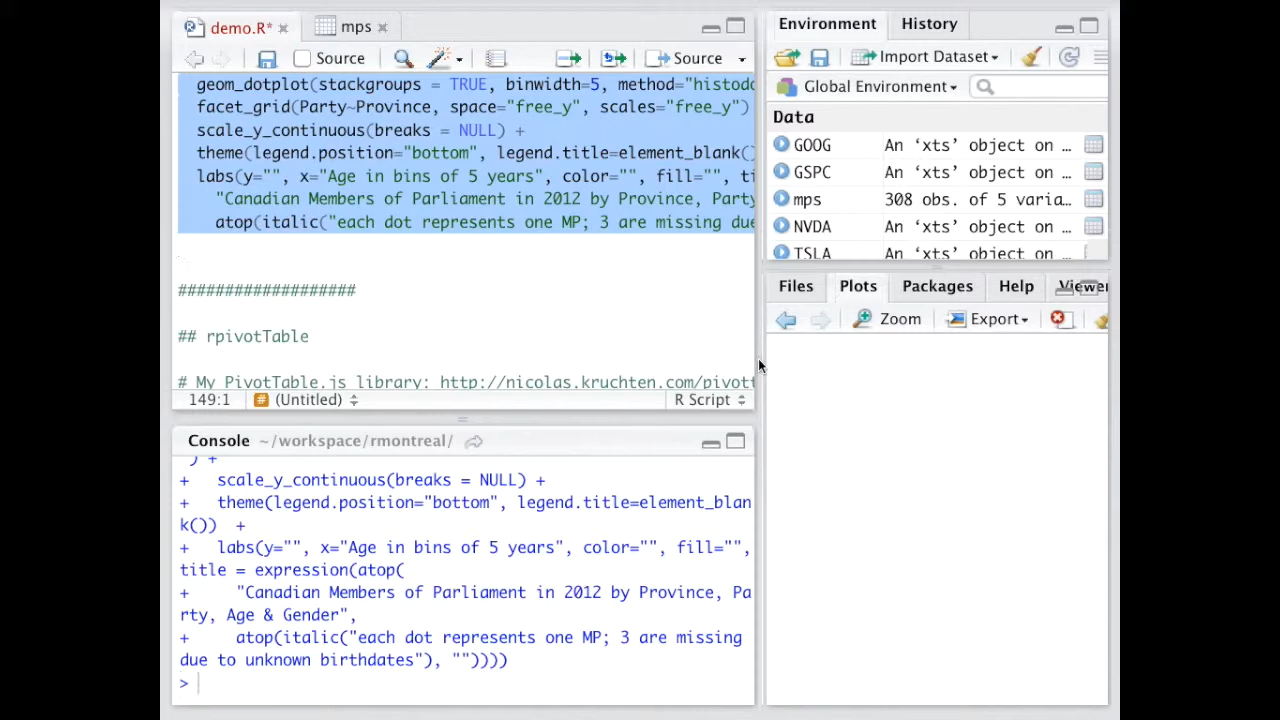 demo.R*
mps
Source
Source
geom_dotplot(stackgroups = TRUE, binwidth=5, method="histodo
facet_grid(Party~Province, space="free_y", scales="free_y")
scale_y_continuous(breaks = NULL) +
theme(legend.position="bottom", legend.title=element_blank()
labs(y="", x="Age in bins of 5 years", color="", fill="", ti
"Canadian Members of Parliament in 2012 by Province, Party
atop(italic("each dot represents one MP; 3 are missing due
###################
## rpivotTable
# My PivotTable.js library: http://nicolas.kruchten.com/pivott
149:1
(Untitled)
R Script
Console ~/workspace/rmontreal/
) +
+ scale_y_continuous(breaks = NULL) +
+ theme(legend.position="bottom", legend.title=element_blan
k()) +
+ labs(y="", x="Age in bins of 5 years", color="", fill="",
title = expression(atop(
+ "Canadian Members of Parliament in 2012 by Province, Pa
rty, Age & Gender",
+ atop(italic("each dot represents one MP; 3 are missing
due to unknown birthdates"), ""))))
>
Environment
History
Import Dataset
Global Environment
Data
GOOG An ‘xts’ object on …
GSPC An ‘xts’ object on …
mps 308 obs. of 5 varia…
NVDA An ‘xts’ object on …
TSLA An ‘xts’ object on …
Files
Plots
Packages
Help
Viewer
Zoom
Export